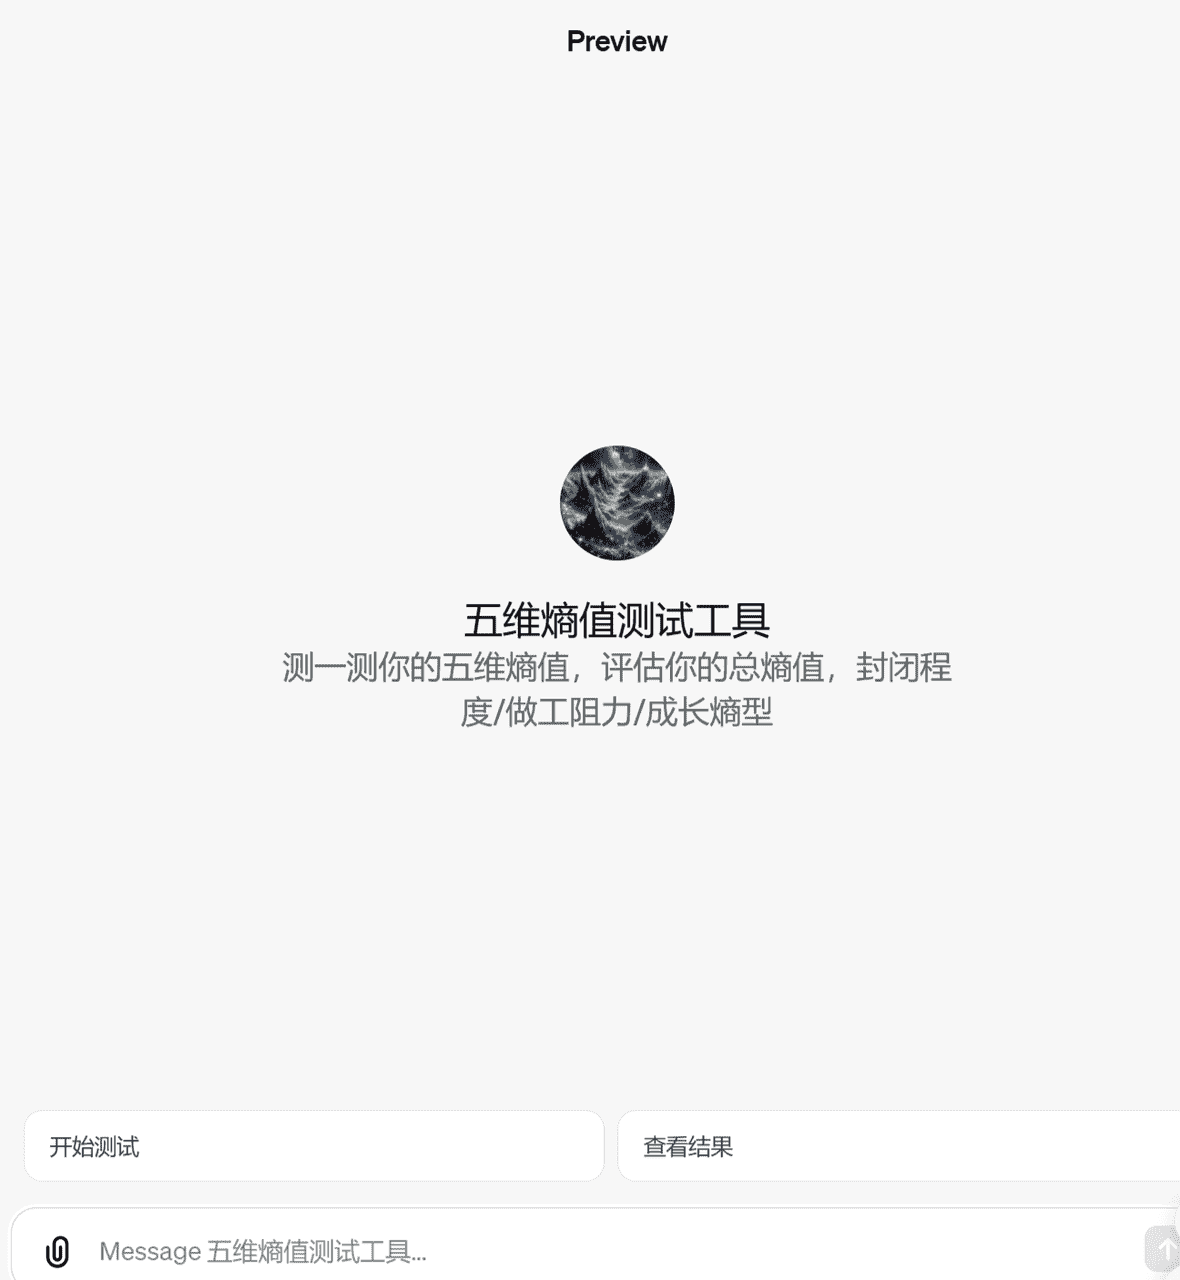 Preview
五维熵值测试工具
测一测你的五维熵值，评估你的总熵值，封闭程
度/做工阻力/成长熵型
开始测试
查看结果
Message 五维熵值测试工具...